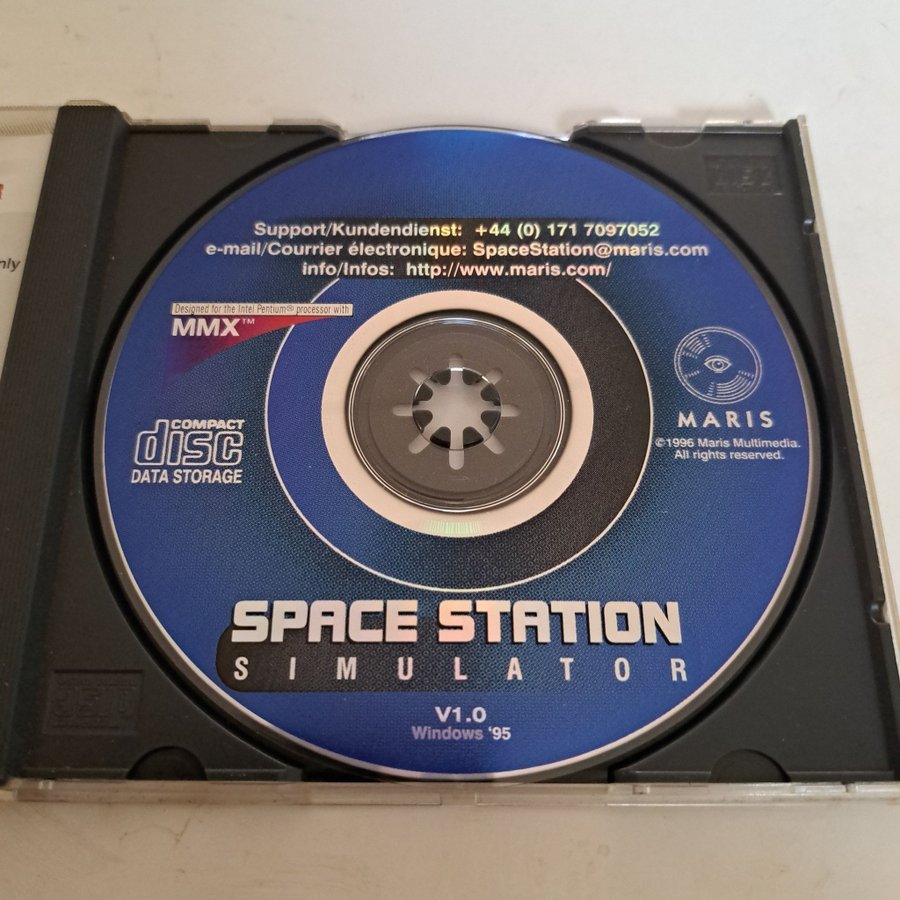 Support/Kundendienst: +44 (0) 171 7097052
e-mail/Courrier électronique: SpaceStation@maris.com
info/Infos: http://www.maris.com/
Designed for the Intel Pentium® processor with
MMX™
COMPACT
disc
DATA STORAGE
MARIS
©1996 Maris Multimedia.
All rights reserved.
SPACE STATION
SIMULATOR
V1.0
Windows '95
nly